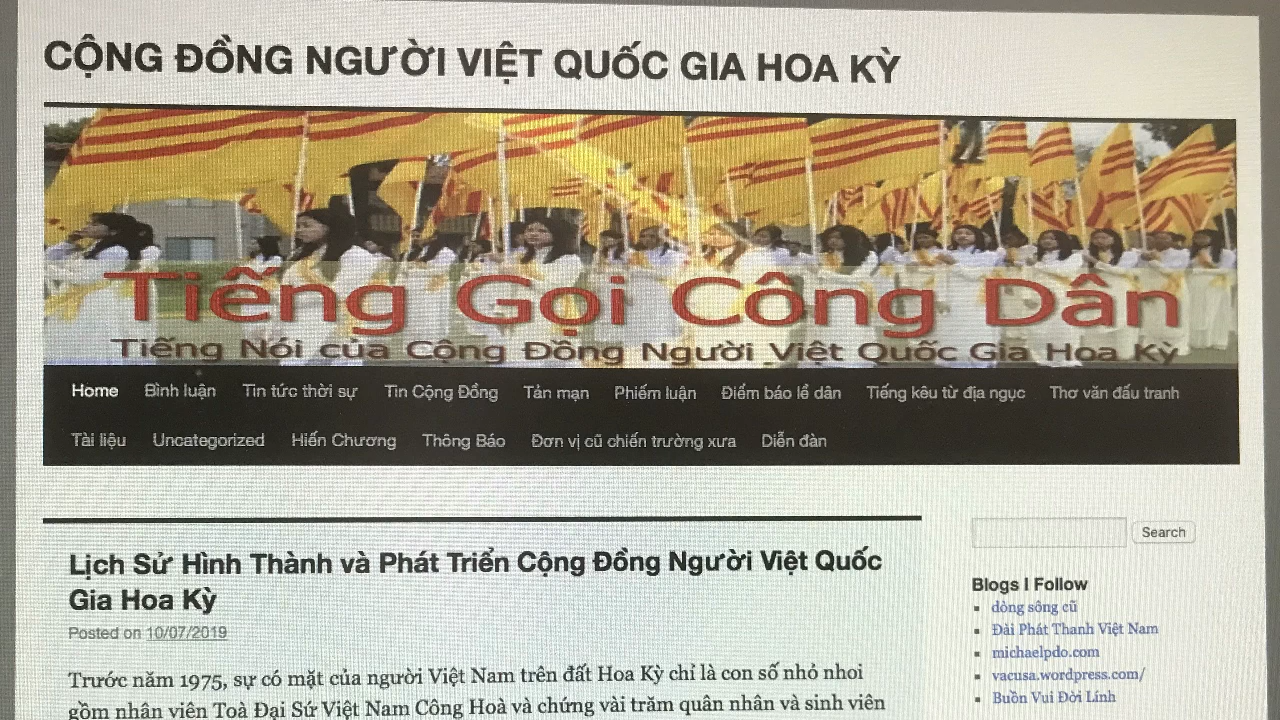 CỘNG ĐỒNG NGƯỜI VIỆT QUỐC GIA HOA KỲ
Tiếng Gọi Công Dân
Tiếng Nói của Cộng Đồng Người Việt Quốc Gia Hoa Kỳ
Home Bình luận Tin tức thời sự Tin Cộng Đồng Tản mạn Phiếm luận Điểm báo lề dân Tiếng kêu từ địa ngục Thơ văn đấu tranh
Tài liệu Uncategorized Hiến Chương Thông Báo Đơn vị cũ chiến trường xưa Diễn đàn
Lịch Sử Hình Thành và Phát Triển Cộng Đồng Người Việt Quốc
Gia Hoa Kỳ
Posted on 10/07/2019
Trước năm 1975, sự có mặt của người Việt Nam trên đất Hoa Kỳ chỉ là con số nhỏ nhoi
gồm nhân viên Toà Đại Sứ Việt Nam Công Hoà và chứng vài trăm quân nhân và sinh viên
Search
Blogs I Follow
dòng sông cũ
Đài Phát Thanh Việt Nam
michaelpdo.com
vacusa.wordpress.com/
Buồn Vui Đời Lính